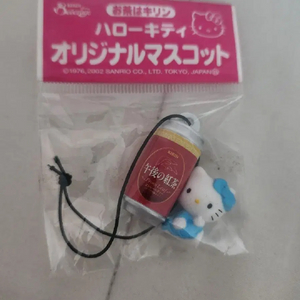 お茶はキリン
ハローキティ
オリジナルマスコット
©1976, 2002 SANRIO CO., LTD. TOKYO, JAPAN
午後の紅茶